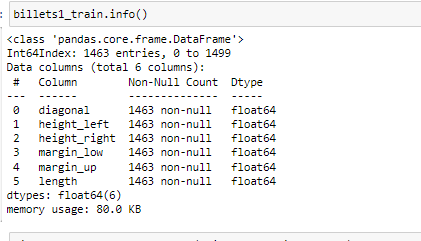 billets1_train.info()
<class 'pandas.core.frame.DataFrame'>
Int64Index: 1463 entries, 0 to 1499
Data columns (total 6 columns):
 #   Column        Non-Null Count  Dtype
---  ------        --------------  -----
 0   diagonal      1463 non-null   float64
 1   height_left   1463 non-null   float64
 2   height_right  1463 non-null   float64
 3   margin_low    1463 non-null   float64
 4   margin_up     1463 non-null   float64
 5   length        1463 non-null   float64
dtypes: float64(6)
memory usage: 80.0 KB